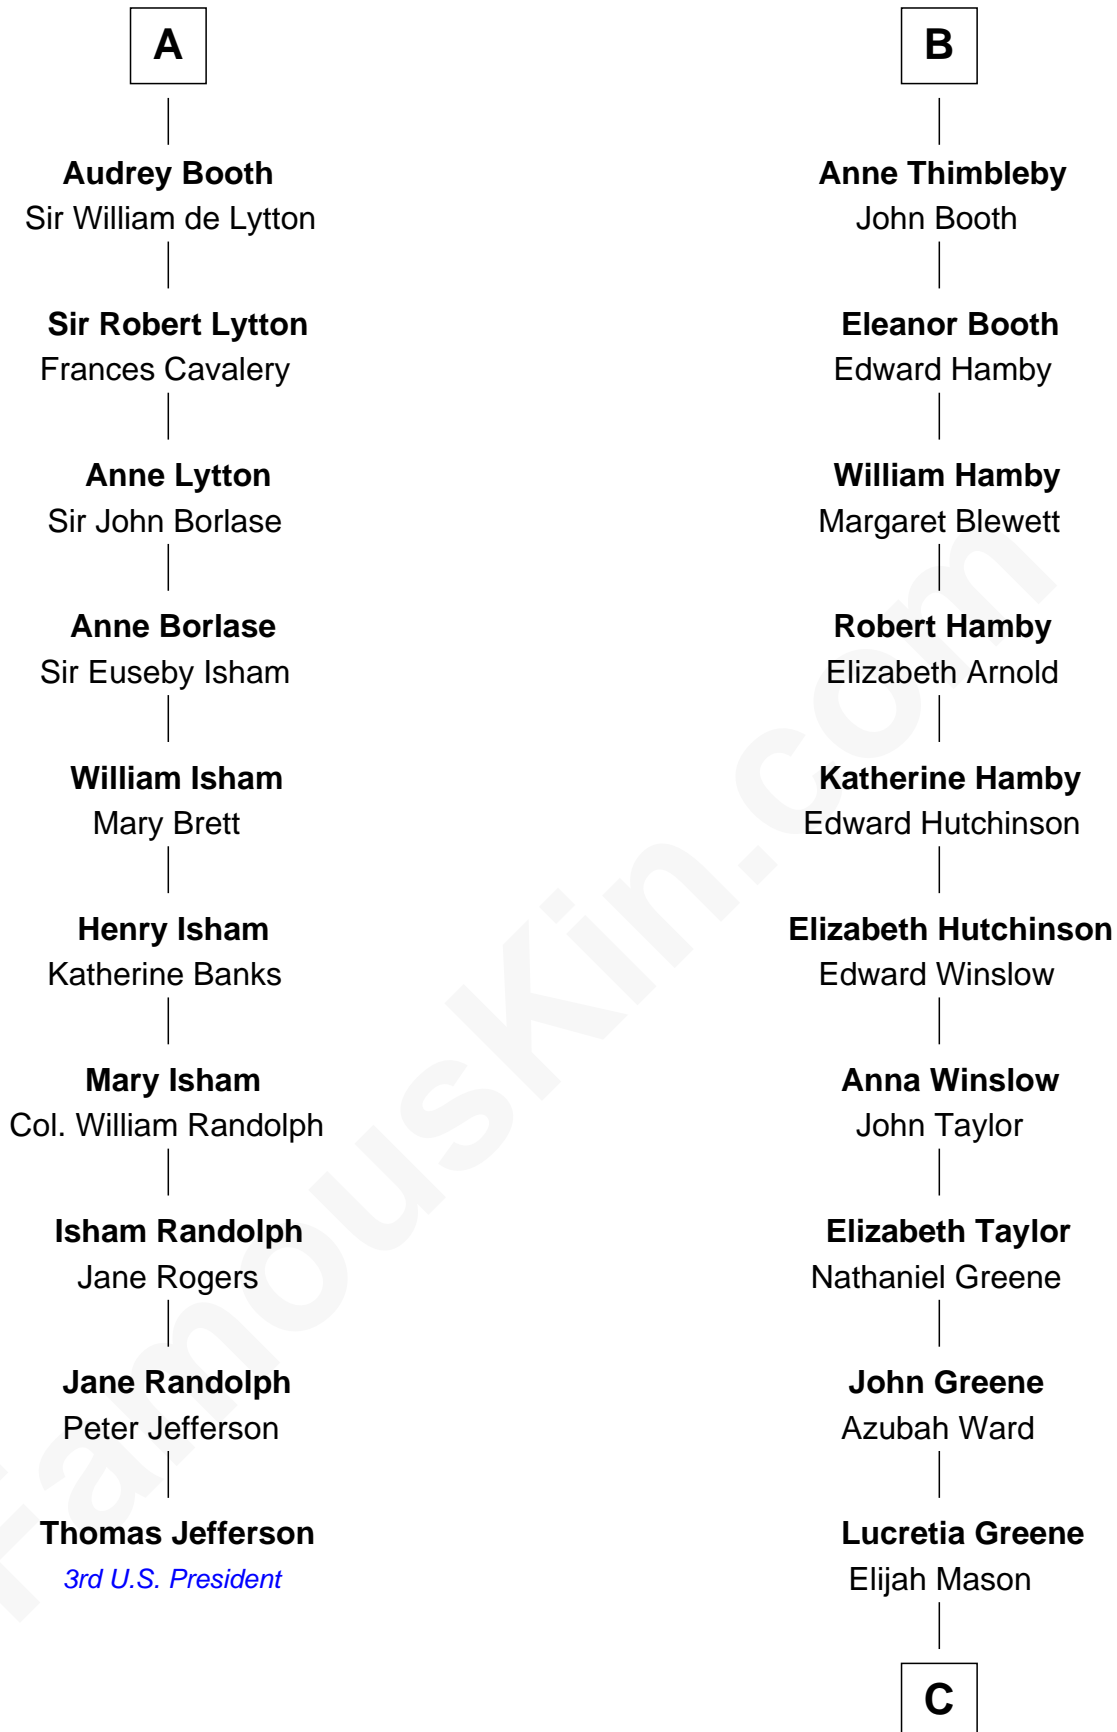 A
Audrey Booth
Sir William de Lytton
Sir Robert Lytton
Frances Cavalery
Anne Lytton
Sir John Borlase
Anne Borlase
Sir Euseby Isham
William Isham
Mary Brett
Henry Isham
Katherine Banks
Mary Isham
Col. William Randolph
Isham Randolph
Jane Rogers
Jane Randolph
Peter Jefferson
Thomas Jefferson
3rd U.S. President
B
Anne Thimbleby
John Booth
Eleanor Booth
Edward Hamby
William Hamby
Margaret Blewett
Robert Hamby
Elizabeth Arnold
Katherine Hamby
Edward Hutchinson
Elizabeth Hutchinson
Edward Winslow
Anna Winslow
John Taylor
Elizabeth Taylor
Nathaniel Greene
John Greene
Azubah Ward
Lucretia Greene
Elijah Mason
C
FamousKin.com